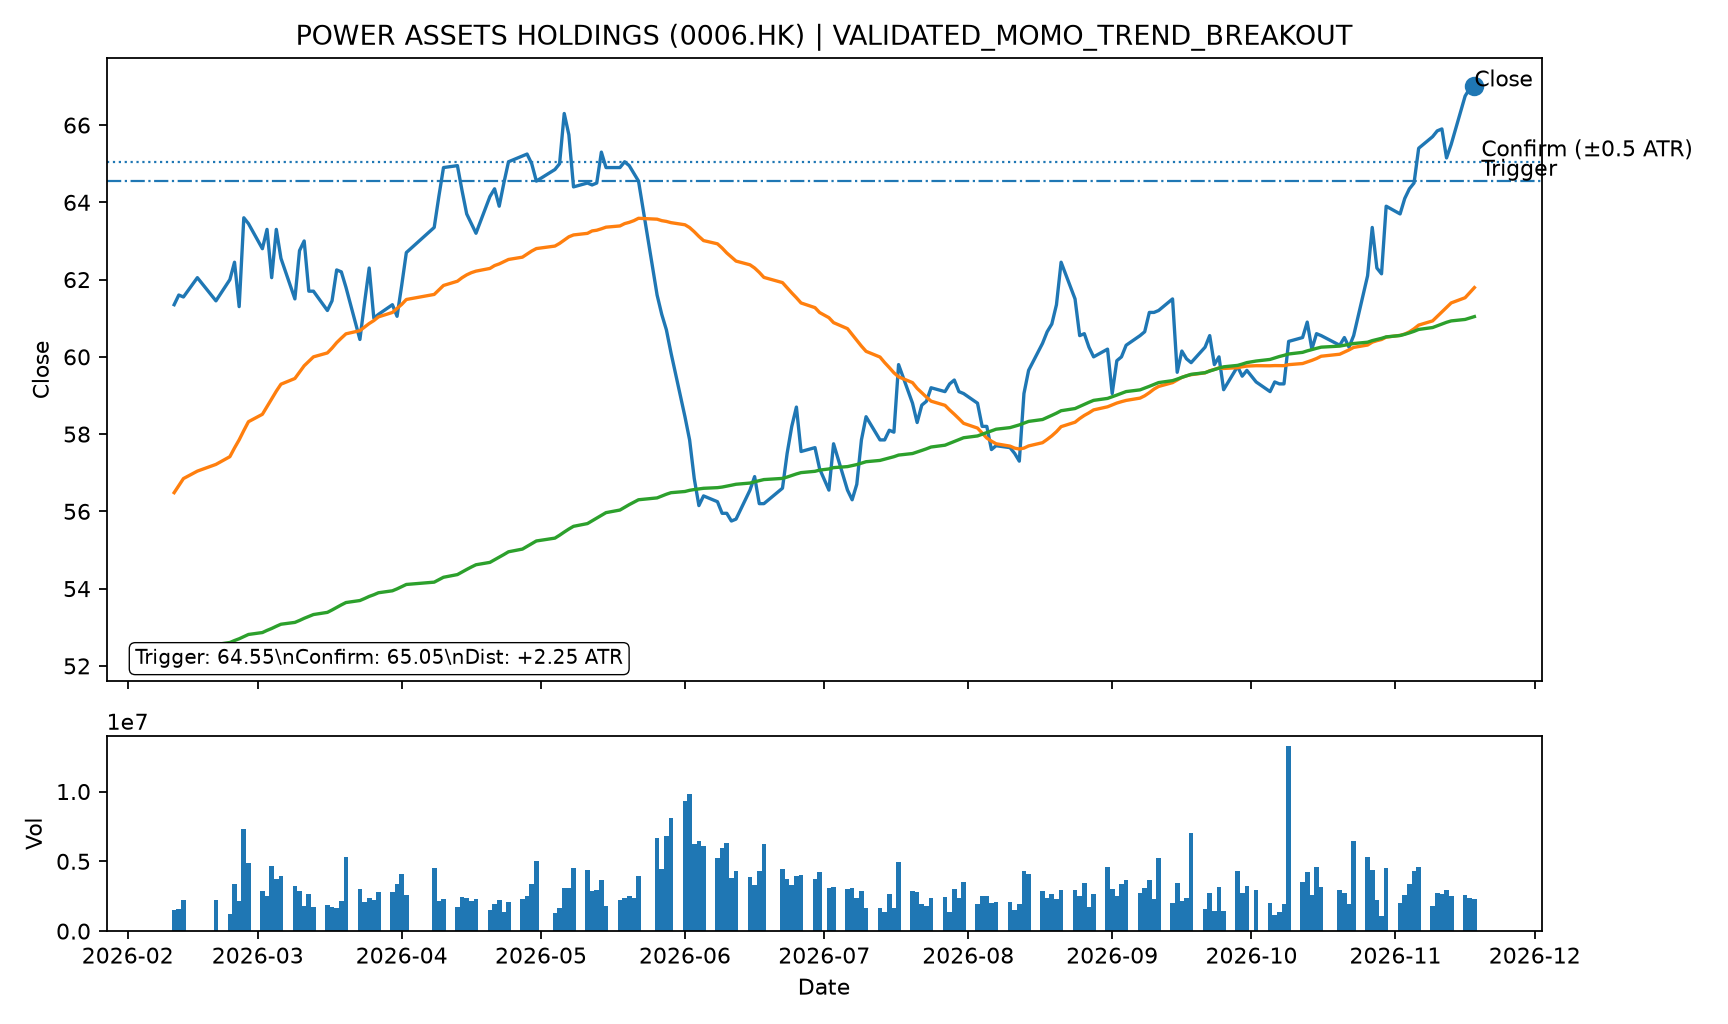 POWER ASSETS HOLDINGS (0006.HK) | VALIDATED_MOMO_TREND_BREAKOUT
Close
66
64
62
60
58
56
54
52
Close
Confirm (±0.5 ATR)
Trigger
Trigger: 64.55\nConfirm: 65.05\nDist: +2.25 ATR
1e7
Vol
1.0
0.5
0.0
2026-02 2026-03 2026-04 2026-05 2026-06 2026-07 2026-08 2026-09 2026-10 2026-11 2026-12
Date